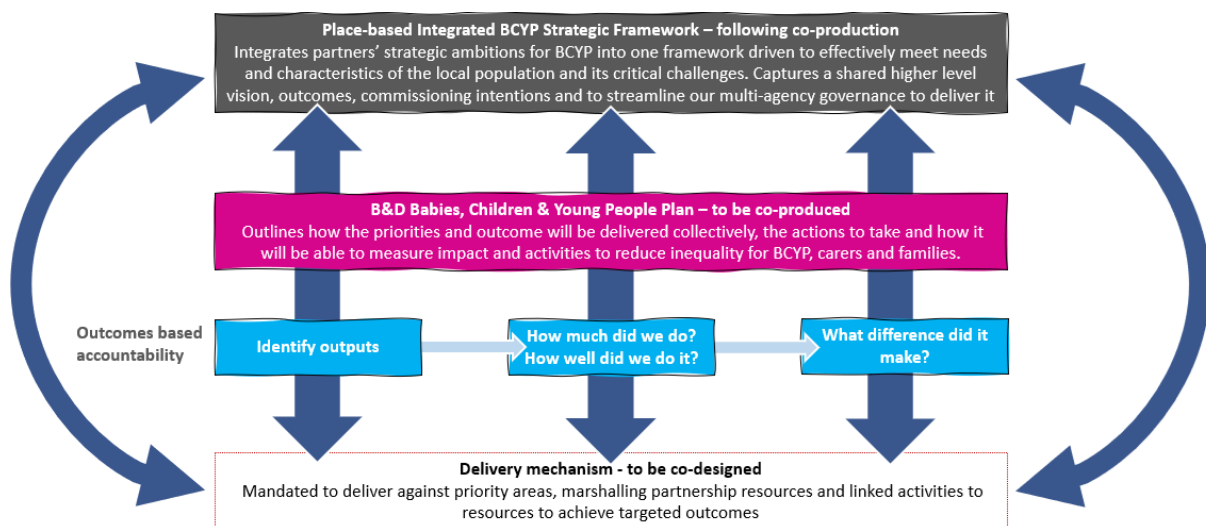 Place-based Integrated BCYP Strategic Framework – following co-production
Integrates partners' strategic ambitions for BCYP into one framework driven to effectively meet needs
and characteristics of the local population and its critical challenges. Captures a shared higher level
vision, outcomes, commissioning intentions and to streamline our multi-agency governance to deliver it
B&D Babies, Children & Young People Plan – to be co-produced
Outlines how the priorities and outcome will be delivered collectively, the actions to take and how it
will be able to measure impact and activities to reduce inequality for BCYP, carers and families.
Outcomes based
accountability
Identify outputs
How much did we do?
How well did we do it?
What difference did it
make?
Delivery mechanism - to be co-designed
Mandated to deliver against priority areas, marshalling partnership resources and linked activities to
resources to achieve targeted outcomes